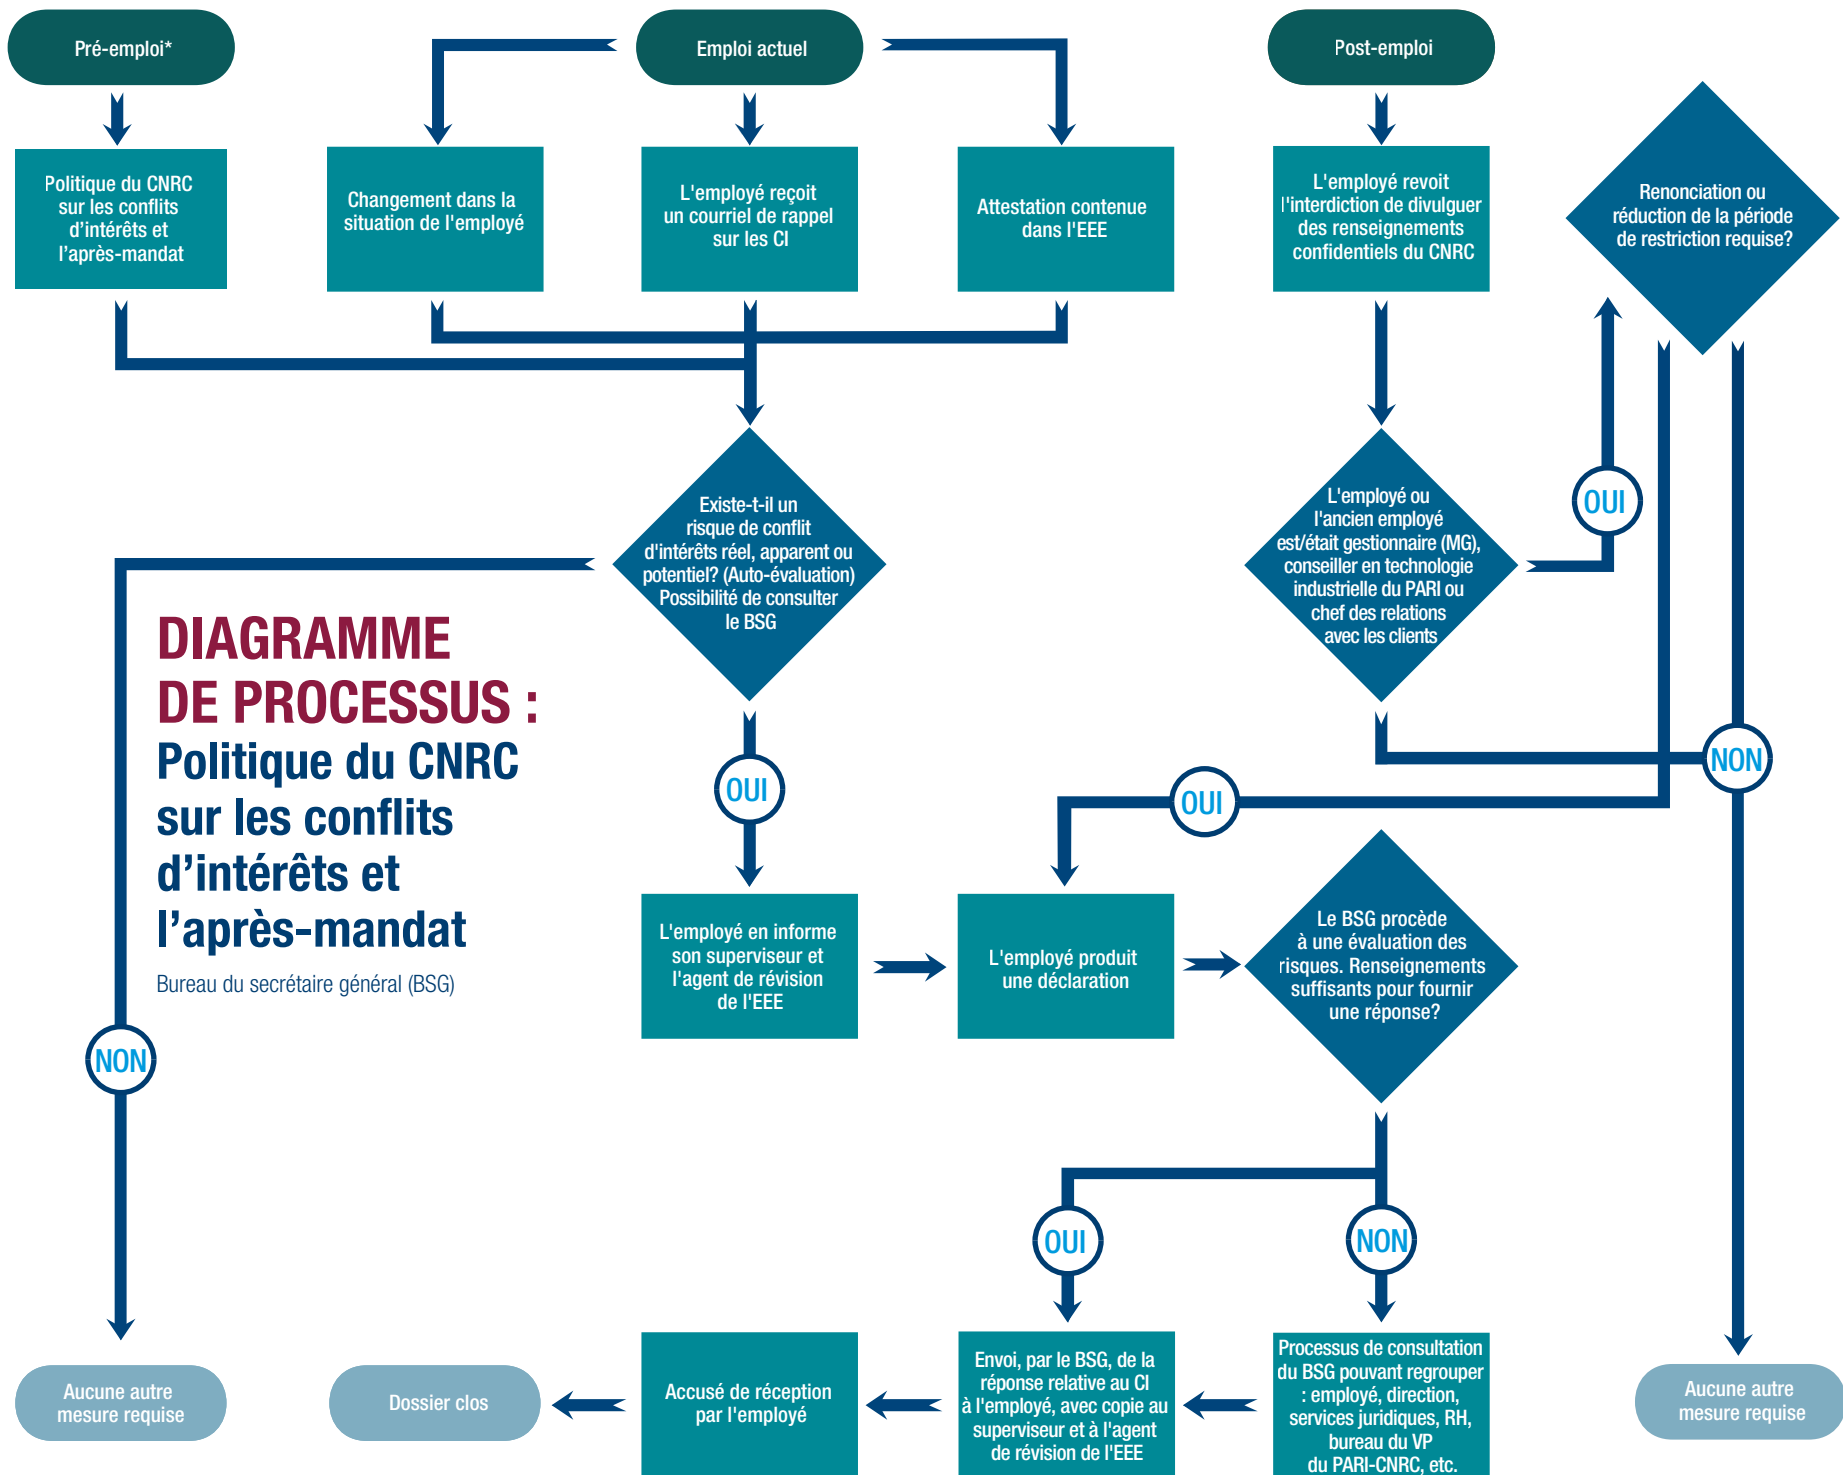 Pré-emploi*
Emploi actuel
Post-emploi
Politique du CNRC
sur les conflits
d’intérêts et
l’après-mandat
Changement dans la
situation de l'employé
L'employé reçoit
un courriel de rappel
sur les CI
Attestation contenue
dans l'EEE
L'employé revoit
l'interdiction de divulguer
des renseignements
confidentiels du CNRC
Renonciation ou
réduction de la période
de restriction requise?
Existe-t-il un
risque de conflit
d'intérêts réel, apparent ou
potentiel? (Auto-évaluation)
Possibilité de consulter
le BSG
L'employé ou
l'ancien employé
est/était gestionnaire (MG),
conseiller en technologie
industrielle du PARI ou
chef des relations
avec les clients
OUI
DIAGRAMME
DE PROCESSUS :
Politique du CNRC
sur les conflits
d’intérêts et
l’après-mandat
Bureau du secrétaire général (BSG)
NON
OUI
OUI
NON
L'employé en informe
son superviseur et
l'agent de révision
de l'EEE
L'employé produit
une déclaration
Le BSG procède
à une évaluation des
risques. Renseignements
suffisants pour fournir
une réponse?
OUI
NON
Aucune autre
mesure requise
Dossier clos
Accusé de réception
par l'employé
Envoi, par le BSG, de la
réponse relative au CI
à l'employé, avec copie au
superviseur et à l'agent
de révision de l'EEE
Processus de consultation
du BSG pouvant regrouper
: employé, direction,
services juridiques, RH,
bureau du VP
du PARI-CNRC, etc.
Aucune autre
mesure requise